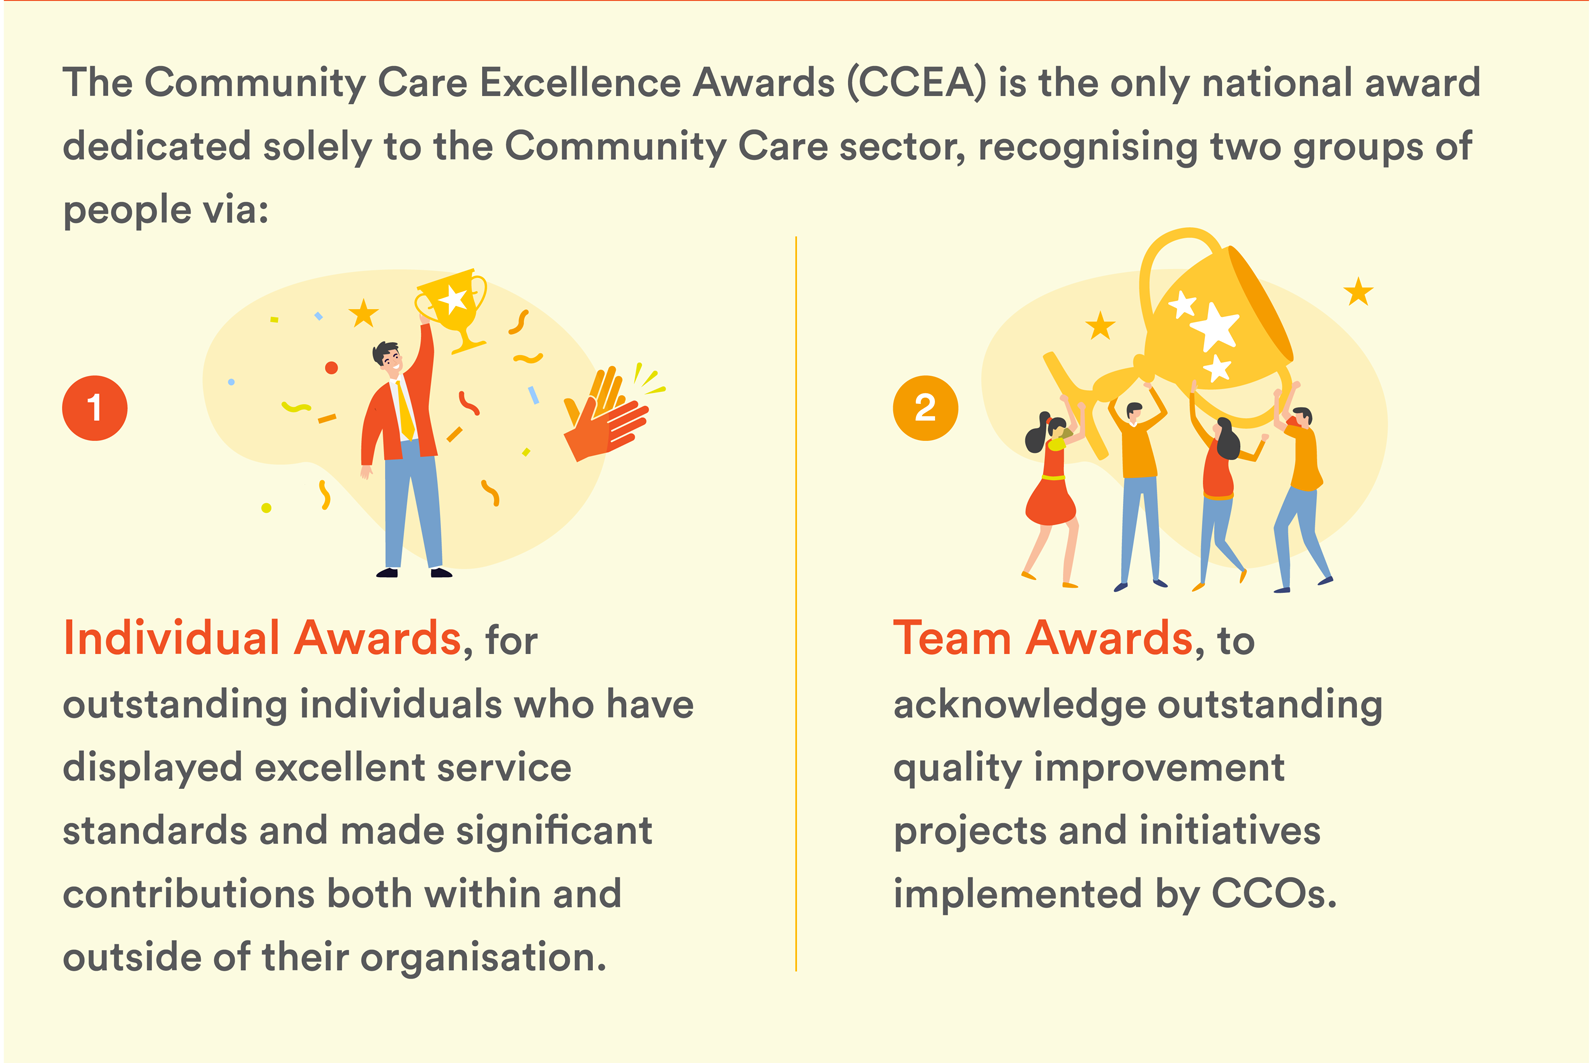 The Community Care Excellence Awards (CCEA) is the only national award
dedicated solely to the Community Care sector, recognising two groups of
people via:
1
Individual Awards, for
outstanding individuals who have
displayed excellent service
standards and made significant
contributions both within and
outside of their organisation.
2
Team Awards, to
acknowledge outstanding
quality improvement
projects and initiatives
implemented by CCOs.